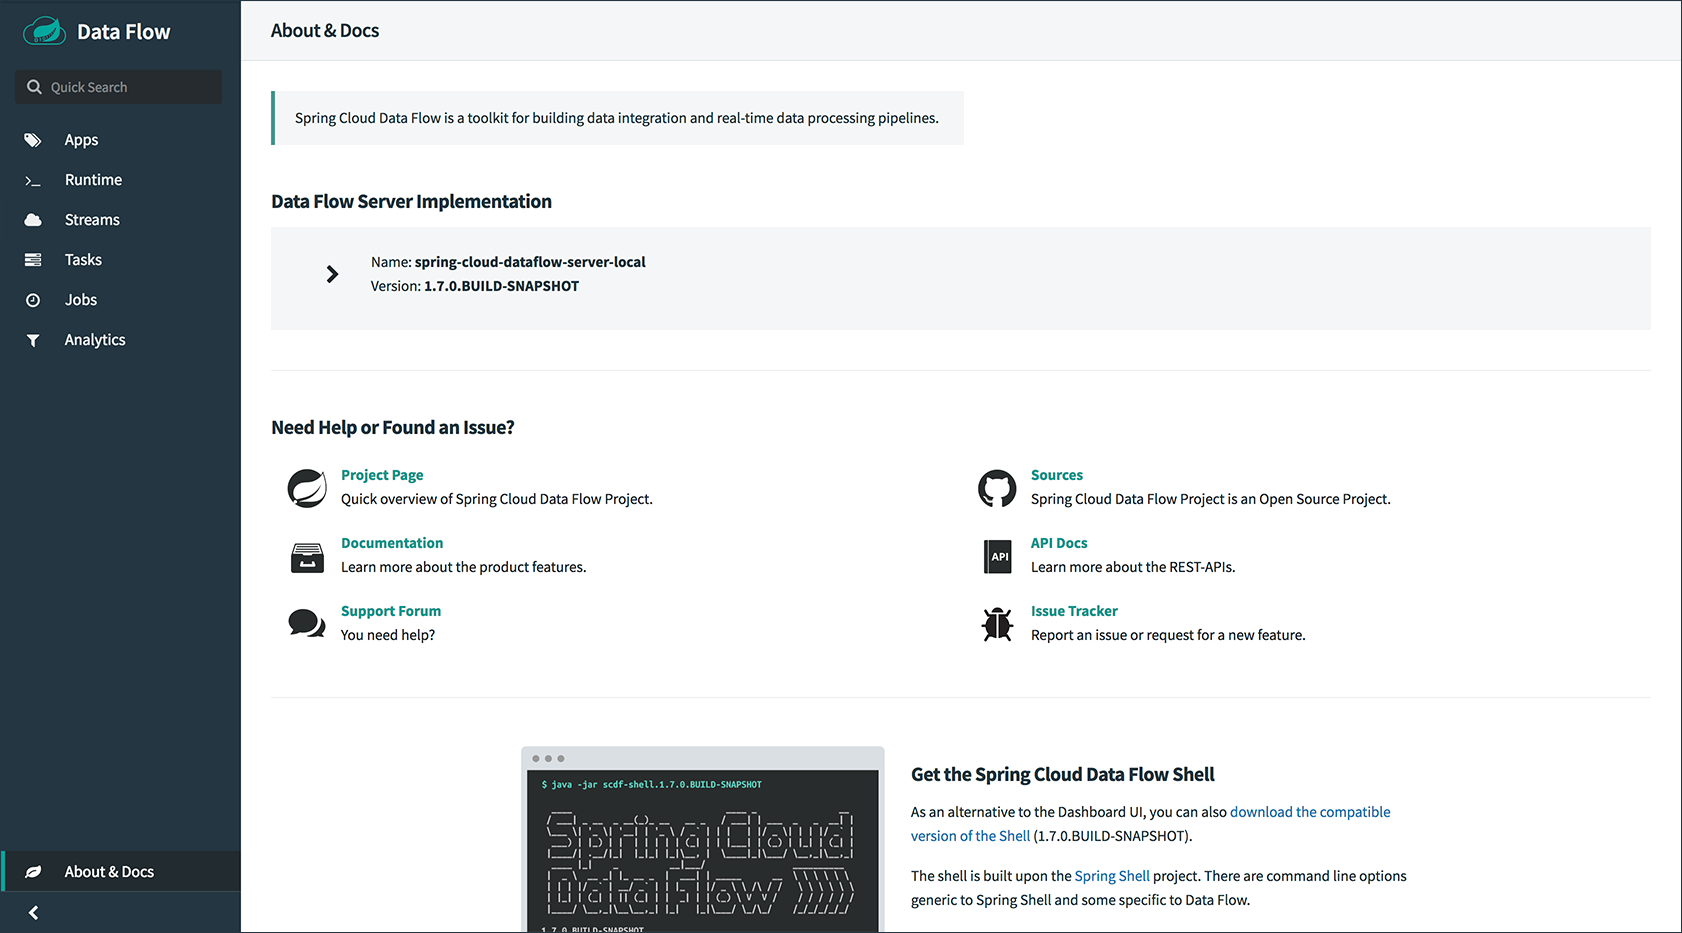 Data Flow
Quick Search
Apps
Runtime
Streams
Tasks
Jobs
Analytics
About & Docs
About & Docs
Spring Cloud Data Flow is a toolkit for building data integration and real-time data processing pipelines.
Data Flow Server Implementation
Name: spring-cloud-dataflow-server-local
Version: 1.7.0.BUILD-SNAPSHOT
Need Help or Found an Issue?
Project Page
Quick overview of Spring Cloud Data Flow Project.
Documentation
Learn more about the product features.
Support Forum
You need help?
Sources
Spring Cloud Data Flow Project is an Open Source Project.
API
API Docs
Learn more about the REST-APIs.
Issue Tracker
Report an issue or request for a new feature.
$ java -jar scdf-shell.1.7.0.BUILD-SNAPSHOT
Spring Cloud
Data Flow
1.7.0.BUILD-SNAPSHOT
Get the Spring Cloud Data Flow Shell
As an alternative to the Dashboard UI, you can also download the compatible
version of the Shell (1.7.0.BUILD-SNAPSHOT).
The shell is built upon the Spring Shell project. There are command line options
generic to Spring Shell and some specific to Data Flow.